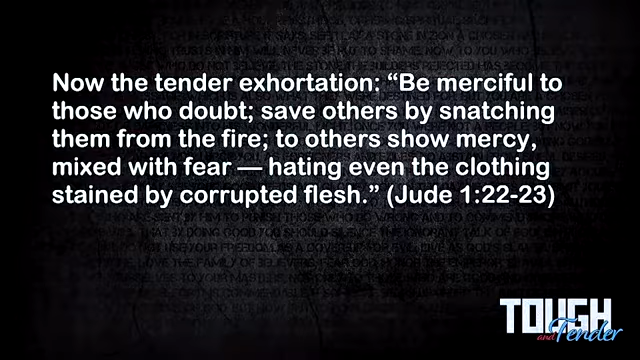 Now the tender exhortation: “Be merciful to
those who doubt; save others by snatching
them from the fire; to others show mercy,
mixed with fear — hating even the clothing
stained by corrupted flesh.” (Jude 1:22-23)
TOUGH
and Tender